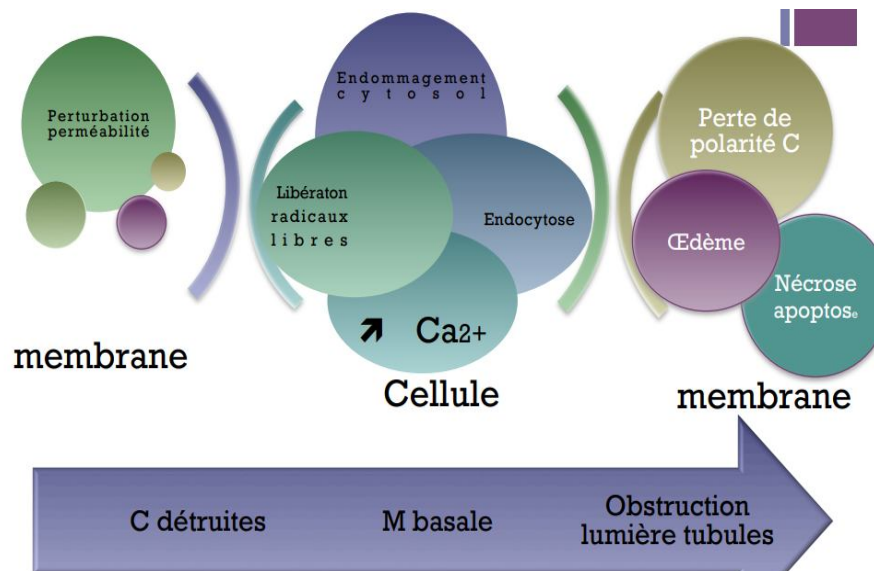 Perturbation
perméabilité
membrane
Endommagement
cytosol
Libératon
radicaux
libres
Endocytose
↗ Ca2+
Cellule
Perte de
polarité C
Œdème
Nécrose
apoptose
membrane
C détruites
M basale
Obstruction
lumière tubules